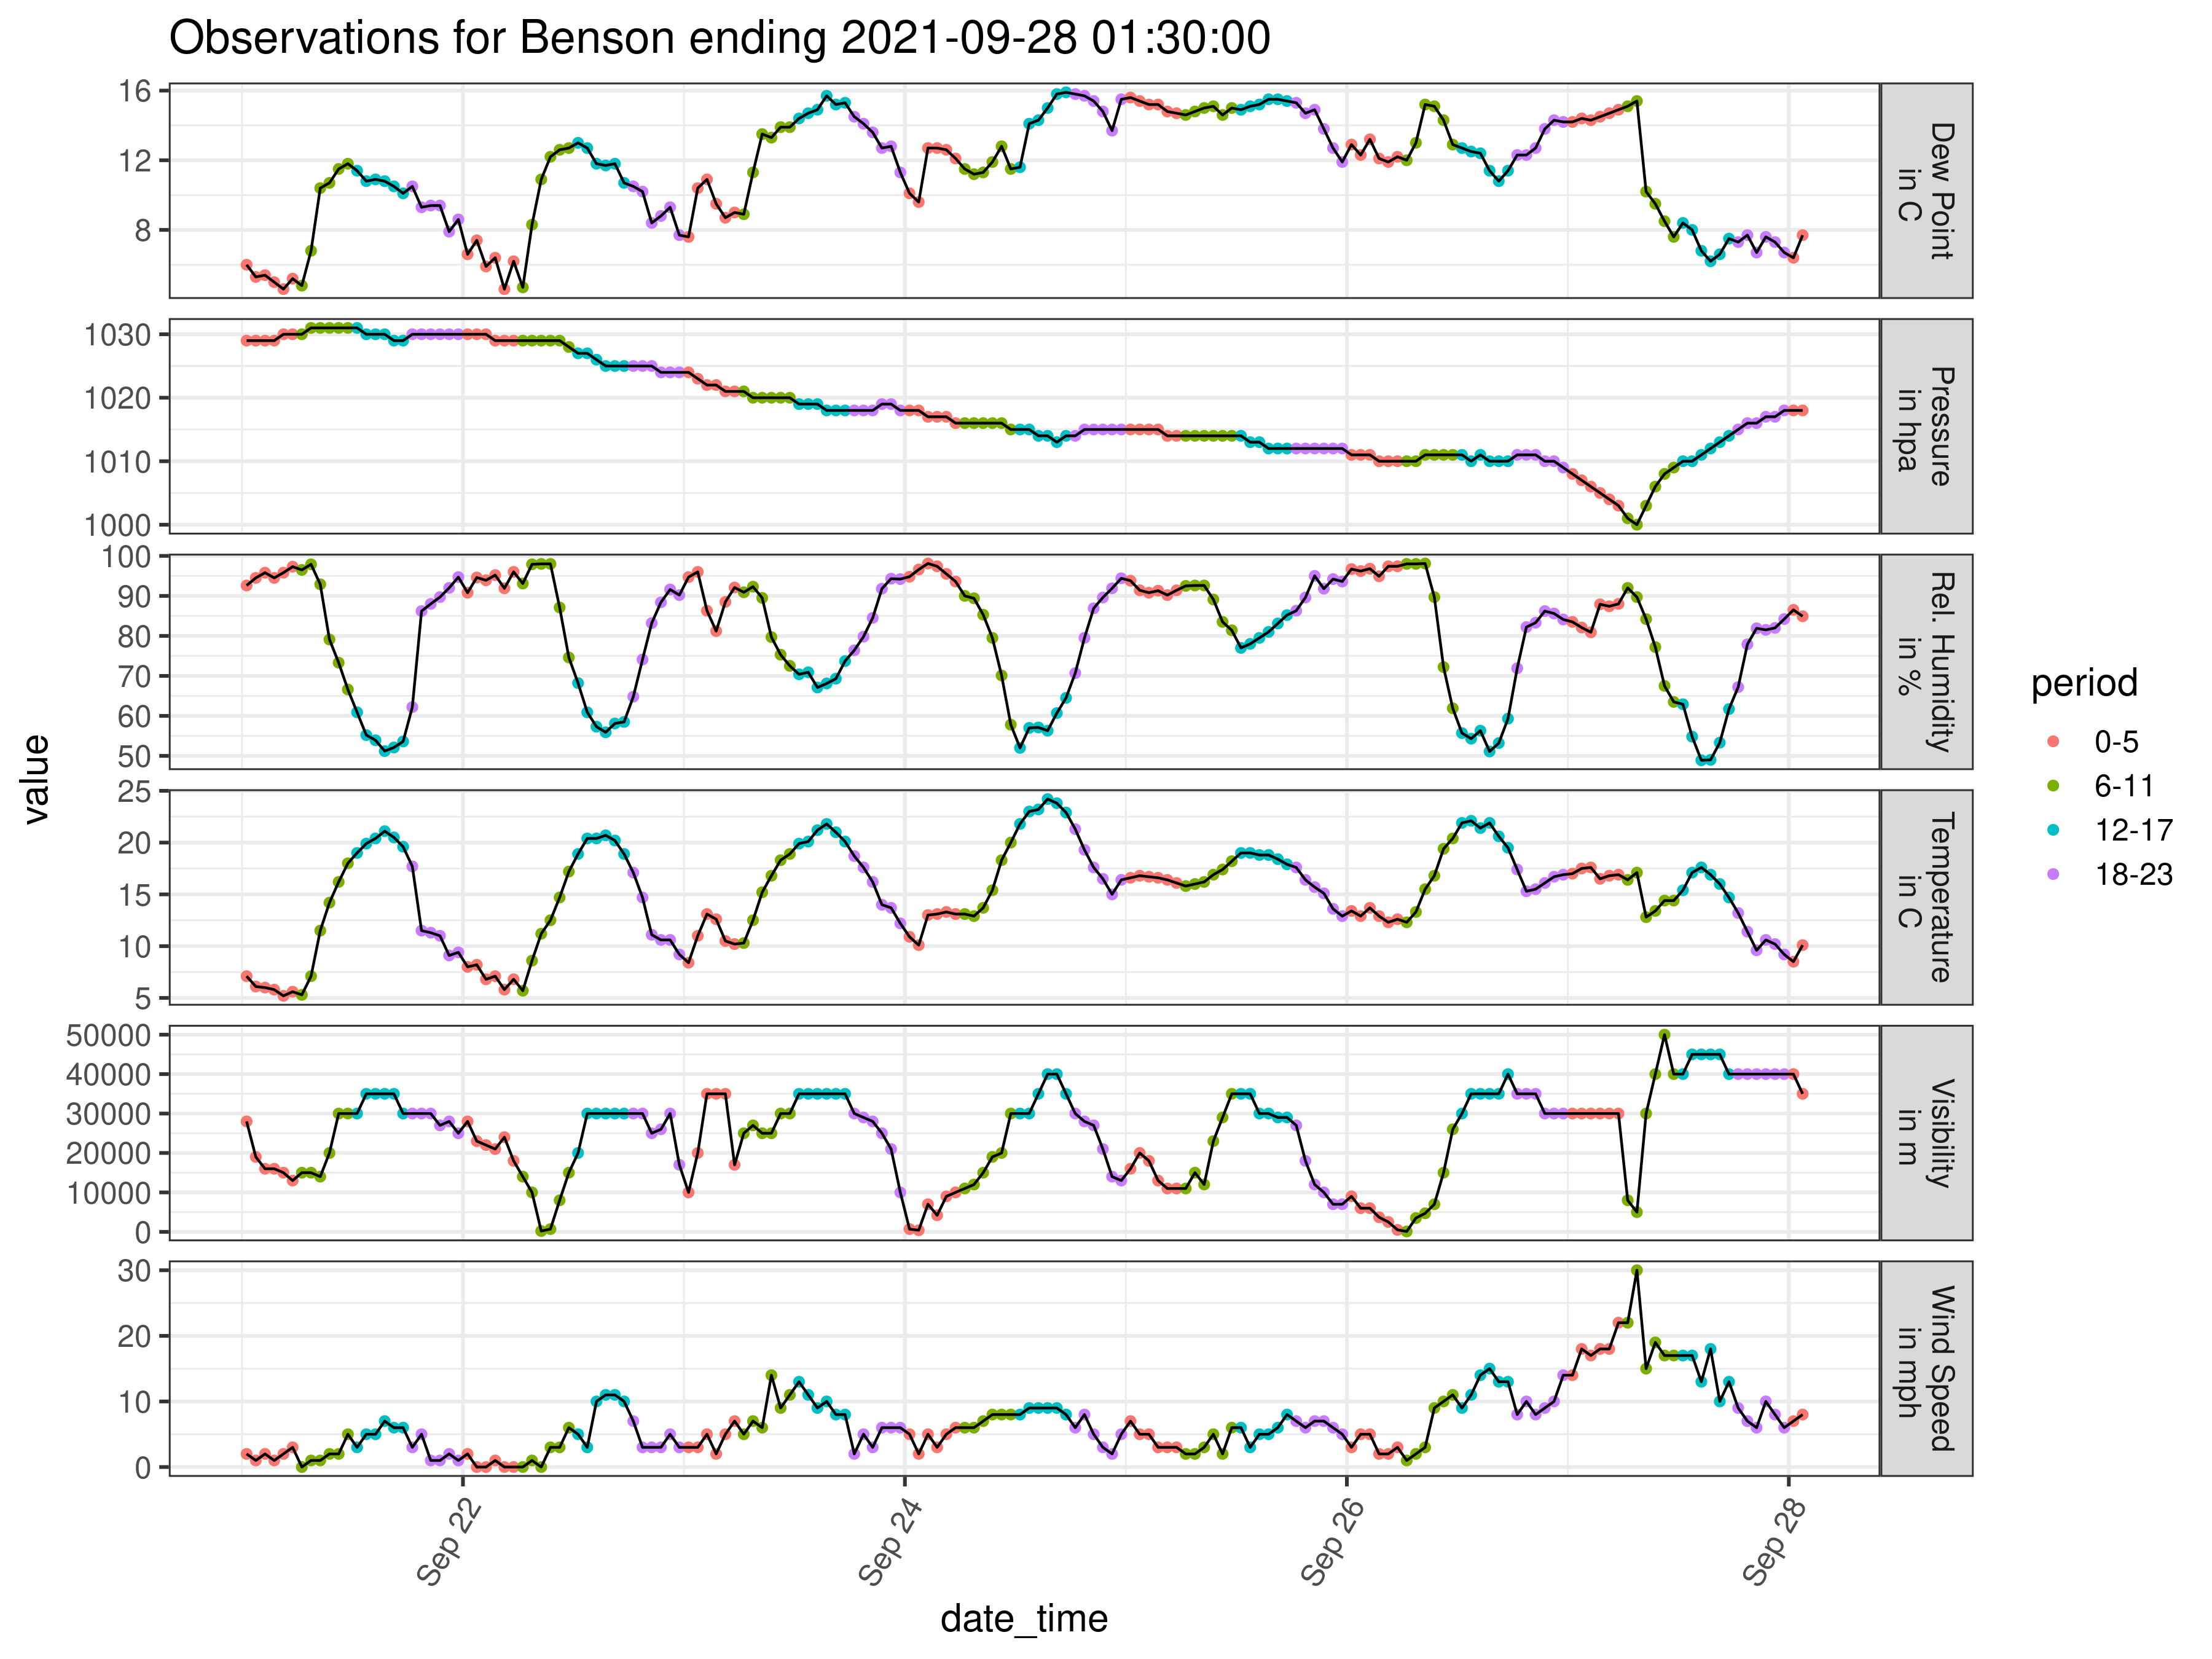 Observations for Benson ending 2021-09-28 01:30:00
value
16
12
8
Dew Point
in C
1030
1020
1010
1000
Pressure
in hpa
100
90
80
70
60
50
Rel. Humidity
in %
25
20
15
10
5
Temperature
in C
50000
40000
30000
20000
10000
0
Visibility
in m
30
20
10
0
Wind Speed
in mph
Sep 22
Sep 24
Sep 26
Sep 28
date_time
period
0-5
6-11
12-17
18-23